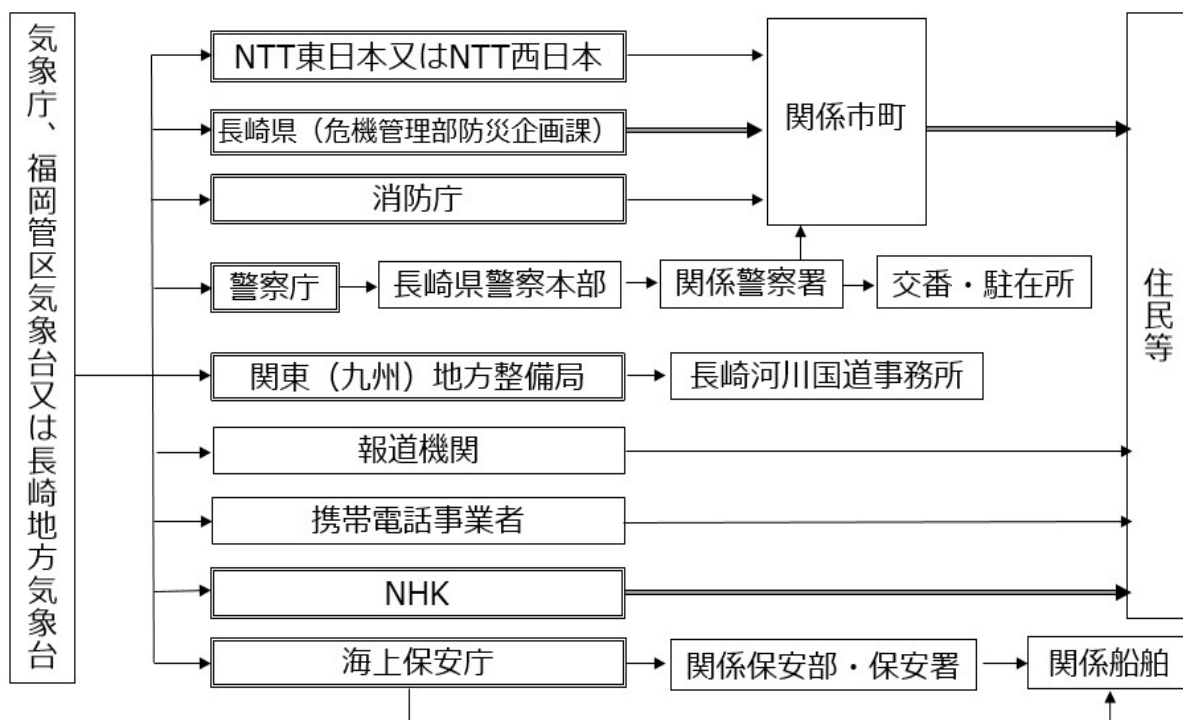 気象庁、福岡管区気象台又は長崎地方気象台
NTT東日本又はNTT西日本
長崎県（危機管理部防災企画課）
消防庁
関係市町
警察庁
長崎県警察本部
関係警察署
交番・駐在所
関東（九州）地方整備局
長崎河川国道事務所
報道機関
携帯電話事業者
NHK
海上保安庁
関係保安部・保安署
関係船舶
住民等